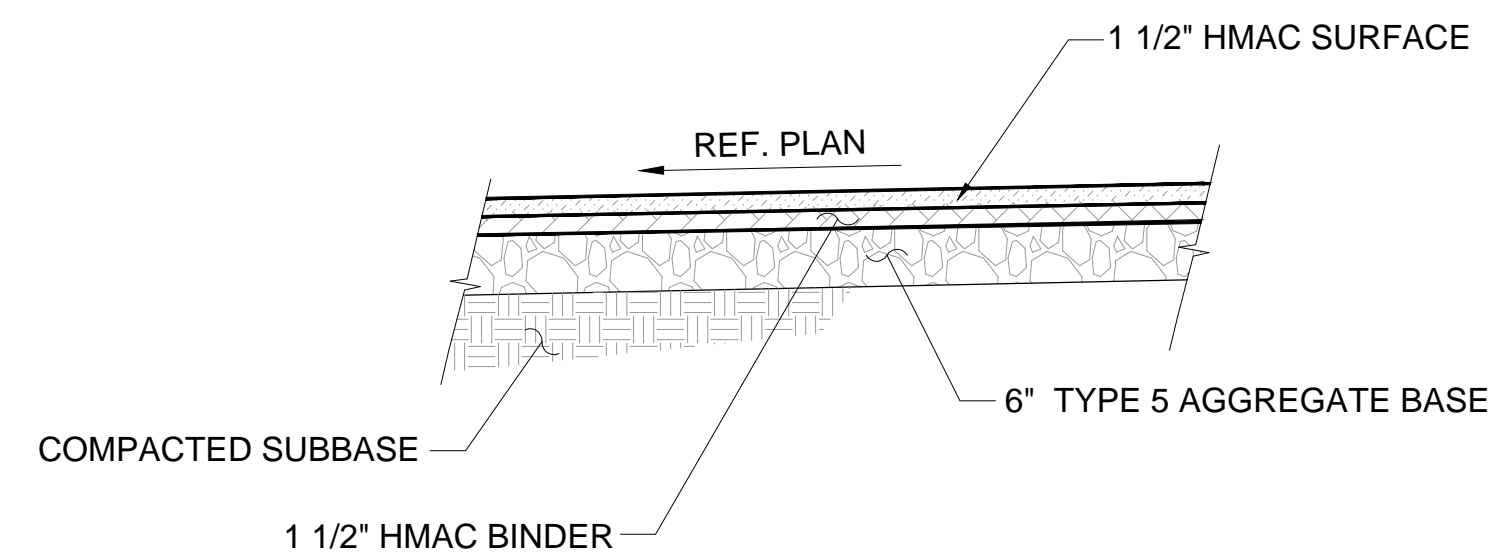 1 1/2" HMAC SURFACE
REF. PLAN
6" TYPE 5 AGGREGATE BASE
COMPACTED SUBBASE
1 1/2" HMAC BINDER